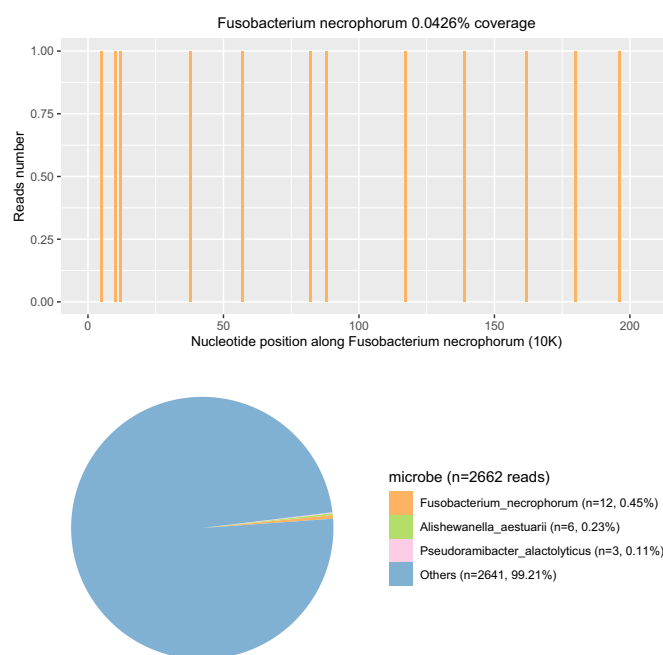 Fusobacterium necrophorum 0.0426% coverage
1.00
0.75
0.50
0.25
0.00
Reads number
0 50 100 150 200
Nucleotide position along Fusobacterium necrophorum (10K)
microbe (n=2662 reads)
Fusobacterium_necrophorum (n=12, 0.45%)
Alishewanella_aestuarii (n=6, 0.23%)
Pseudoramibacter_alactolyticus (n=3, 0.11%)
Others (n=2641, 99.21%)